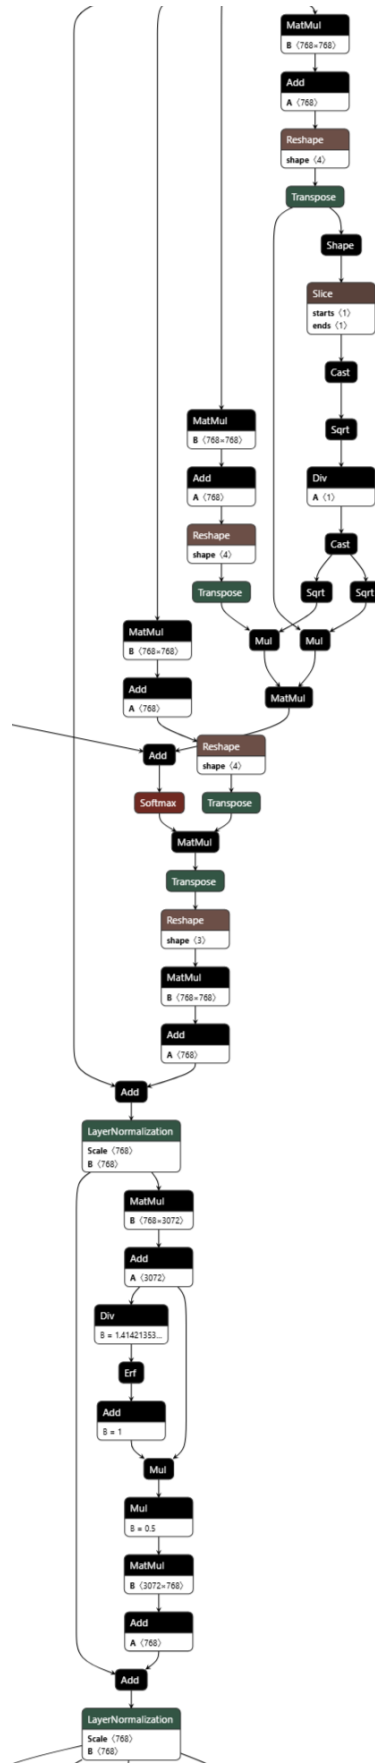 MatMul
B ⟨768×768⟩
Add
A ⟨768⟩
Reshape
shape ⟨4⟩
Transpose
Shape
Slice
starts ⟨1⟩
ends ⟨1⟩
Cast
Sqrt
Div
A ⟨1⟩
Cast
Sqrt
Sqrt
MatMul
B ⟨768×768⟩
Add
A ⟨768⟩
Reshape
shape ⟨4⟩
Transpose
Mul
Mul
MatMul
MatMul
B ⟨768×768⟩
Add
A ⟨768⟩
Add
Reshape
shape ⟨4⟩
Softmax
Transpose
MatMul
Transpose
Reshape
shape ⟨3⟩
MatMul
B ⟨768×768⟩
Add
A ⟨768⟩
Add
LayerNormalization
Scale ⟨768⟩
B ⟨768⟩
MatMul
B ⟨768×3072⟩
Add
A ⟨3072⟩
Div
B = 1.41421353...
Erf
Add
B = 1
Mul
Mul
B = 0.5
MatMul
B ⟨3072×768⟩
Add
A ⟨768⟩
Add
LayerNormalization
Scale ⟨768⟩
B ⟨768⟩